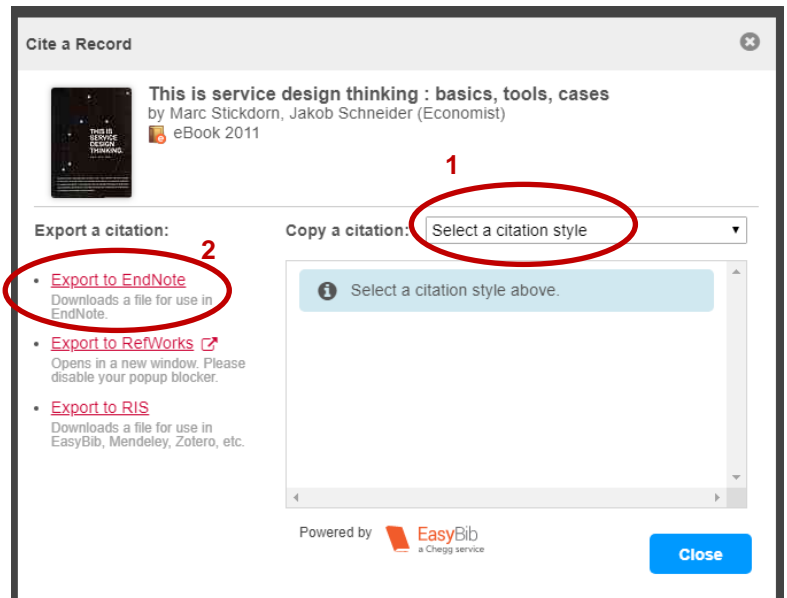 Cite a Record
This is service design thinking : basics, tools, cases
by Marc Stickdorn, Jakob Schneider (Economist)
eBook 2011
THIS IS
SERVICE
DESIGN
THINKING.
1
Export a citation:
2
Copy a citation:
Select a citation style
• Export to EndNote
Downloads a file for use in
EndNote.
• Export to RefWorks
Opens in a new window. Please
disable your popup blocker.
• Export to RIS
Downloads a file for use in
EasyBib, Mendeley, Zotero, etc.
Select a citation style above.
Powered by
EasyBib
a Chegg service
Close